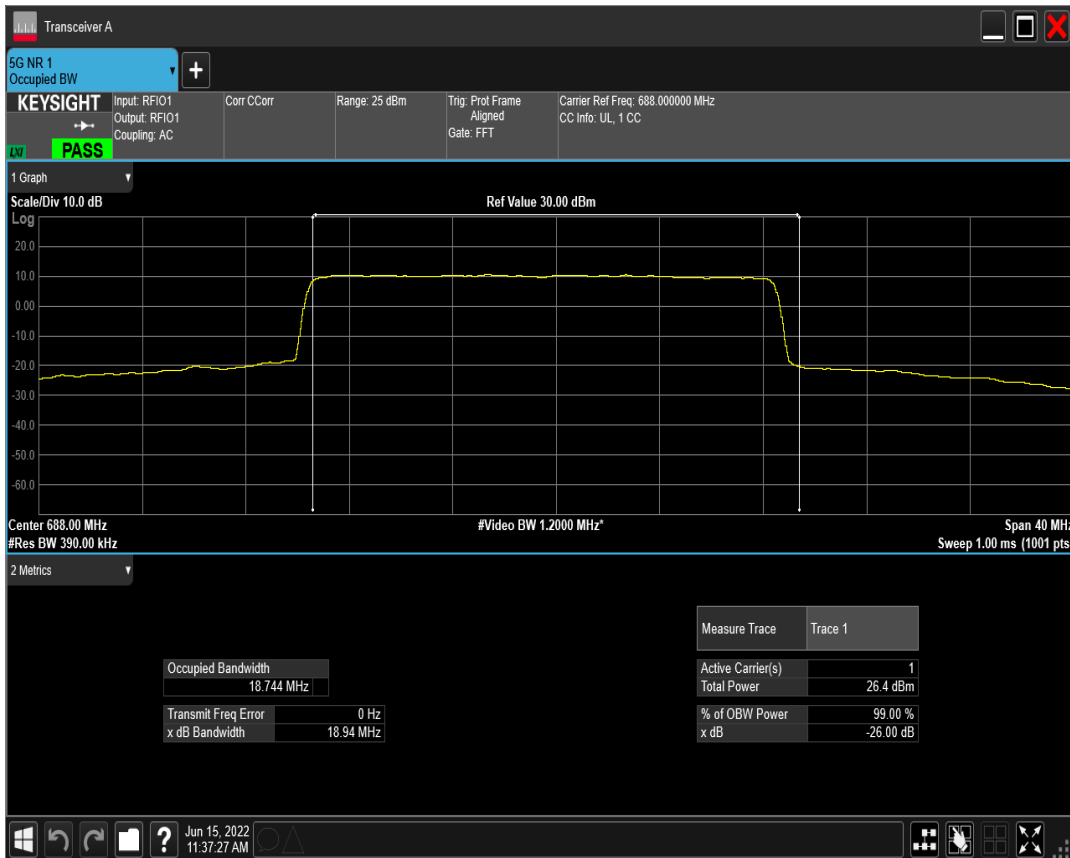 Transceiver A
5G NR 1
Occupied BW
+
KEYSIGHT
LXI
PASS
Input: RFIO1
Output: RFIO1
Coupling: AC
Corr CCorr
Range: 25 dBm
Trig: Prot Frame
Aligned
Gate: FFT
Carrier Ref Freq: 688.000000 MHz
CC Info: UL, 1 CC
1 Graph
Scale/Div 10.0 dB
Ref Value 30.00 dBm
Log
20.0
10.0
0.00
-10.0
-20.0
-30.0
-40.0
-50.0
-60.0
Center 688.00 MHz
#Video BW 1.2000 MHz*
Span 40 MHz
#Res BW 390.00 kHz
Sweep 1.00 ms (1001 pts
2 Metrics
Measure Trace Trace 1
Occupied Bandwidth
18.744 MHz
Active Carrier(s) 1
Total Power 26.4 dBm
Transmit Freq Error 0 Hz
x dB Bandwidth 18.94 MHz
% of OBW Power 99.00 %
x dB -26.00 dB
?
Jun 15, 2022
11:37:27 AM